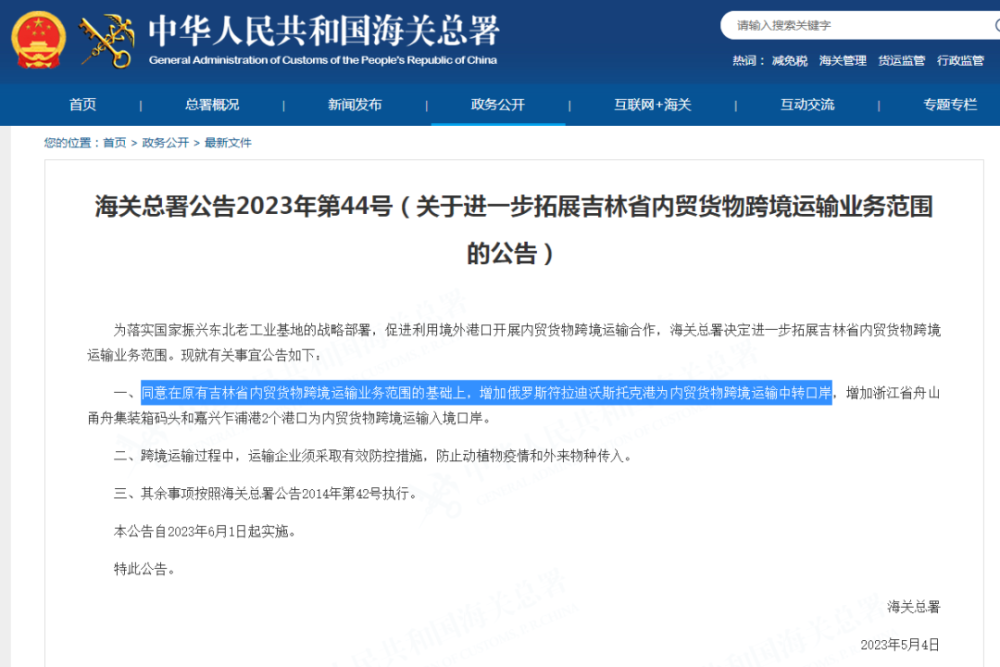 中华人民共和国海关总署
General Administration of Customs of the People's Republic of China
请输入搜索关键字
热词： 减免税 海关管理 货运监管 行政监管
首页 | 总署概况 | 新闻发布 | 政务公开 | 互联网+海关 | 互动交流 | 专题专栏
您的位置：首页 > 政务公开 > 最新文件
海关总署公告2023年第44号（关于进一步拓展吉林省内贸货物跨境运输业务范围
的公告）
为落实国家振兴东北老工业基地的战略部署，促进利用境外港口开展内贸货物跨境运输合作，海关总署决定进一步拓展吉林省内贸货物跨境
运输业务范围。现就有关事宜公告如下：
一、同意在原有吉林省内贸货物跨境运输业务范围的基础上，增加俄罗斯符拉迪沃斯托克港为内贸货物跨境运输中转口岸，增加浙江省舟山
甬舟集装箱码头和嘉兴乍浦港2个港口为内贸货物跨境运输入境口岸。
二、跨境运输过程中，运输企业须采取有效防控措施，防止动植物疫情和外来物种传入。
三、其余事项按照海关总署公告2014年第42号执行。
本公告自2023年6月1日起实施。
特此公告。
海关总署
2023年5月4日